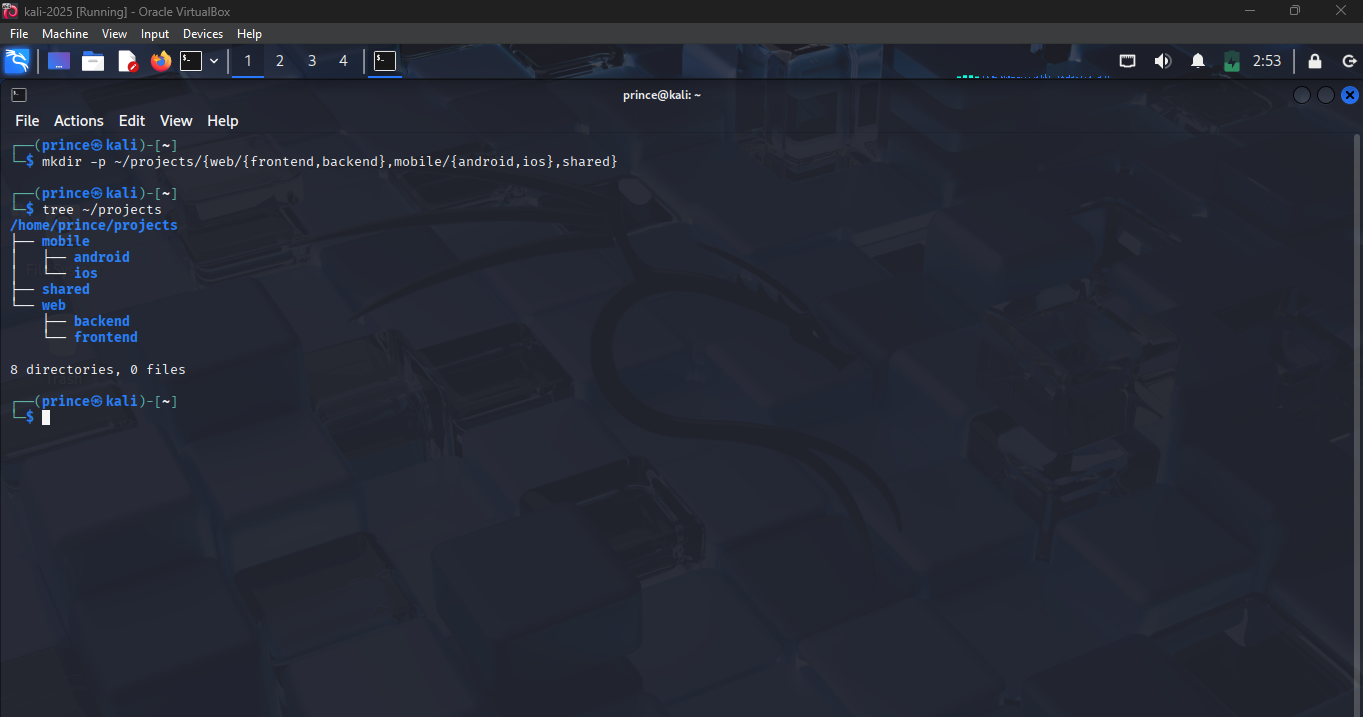 kali-2025 [Running] - Oracle VirtualBox
File Machine View Input Devices Help
1 2 3 4 2:53
prince@kali: ~
File Actions Edit View Help
┌──(prince㉿kali)-[~]
└─$ mkdir -p ~/projects/{web/{frontend,backend},mobile/{android,ios},shared}
┌──(prince㉿kali)-[~]
└─$ tree ~/projects
/home/prince/projects
├── mobile
│   ├── android
│   └── ios
├── shared
└── web
    ├── backend
    └── frontend
8 directories, 0 files
Trash
┌──(prince㉿kali)-[~]
└─$